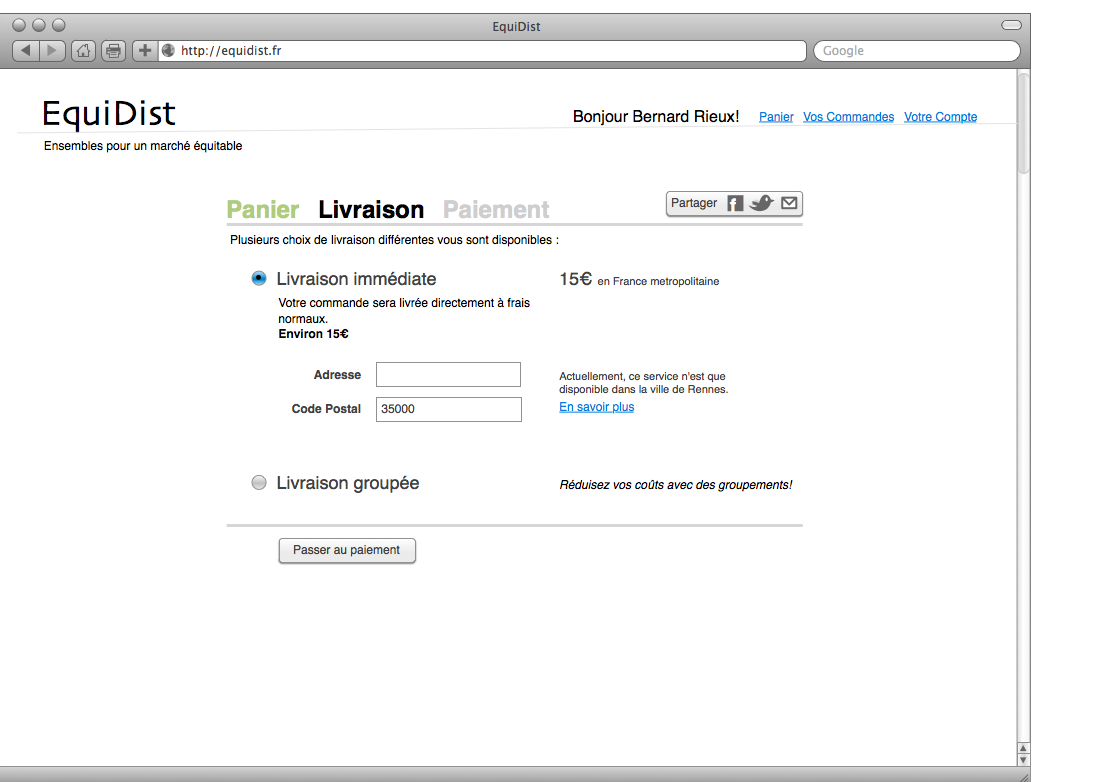 EquiDist
http://equidist.fr
Google
EquiDist
Bonjour Bernard Rieux! Panier Vos Commandes Votre Compte
Ensembles pour un marché équitable
Panier Livraison Paiement
Partager
Plusieurs choix de livraison différentes vous sont disponibles :
Livraison immédiate
15€ en France metropolitaine
Votre commande sera livrée directement à frais
normaux.
Environ 15€
Adresse
Code Postal 35000
Actuellement, ce service n'est que
disponible dans la ville de Rennes.
En savoir plus
Livraison groupée
Réduisez vos coûts avec des groupements!
Passer au paiement